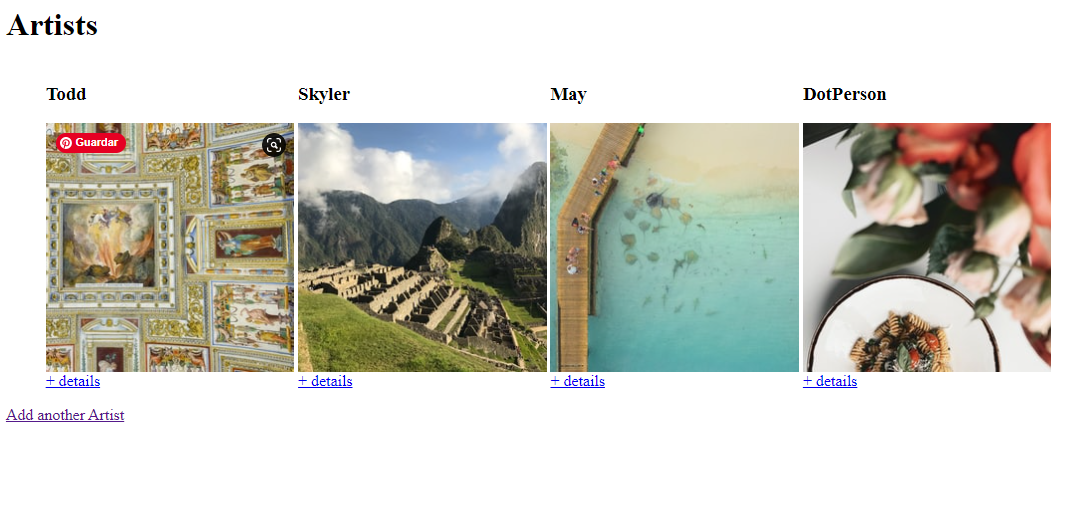 Artists
Todd
Skyler
May
DotPerson
Guardar
+ details
+ details
+ details
+ details
Add another Artist